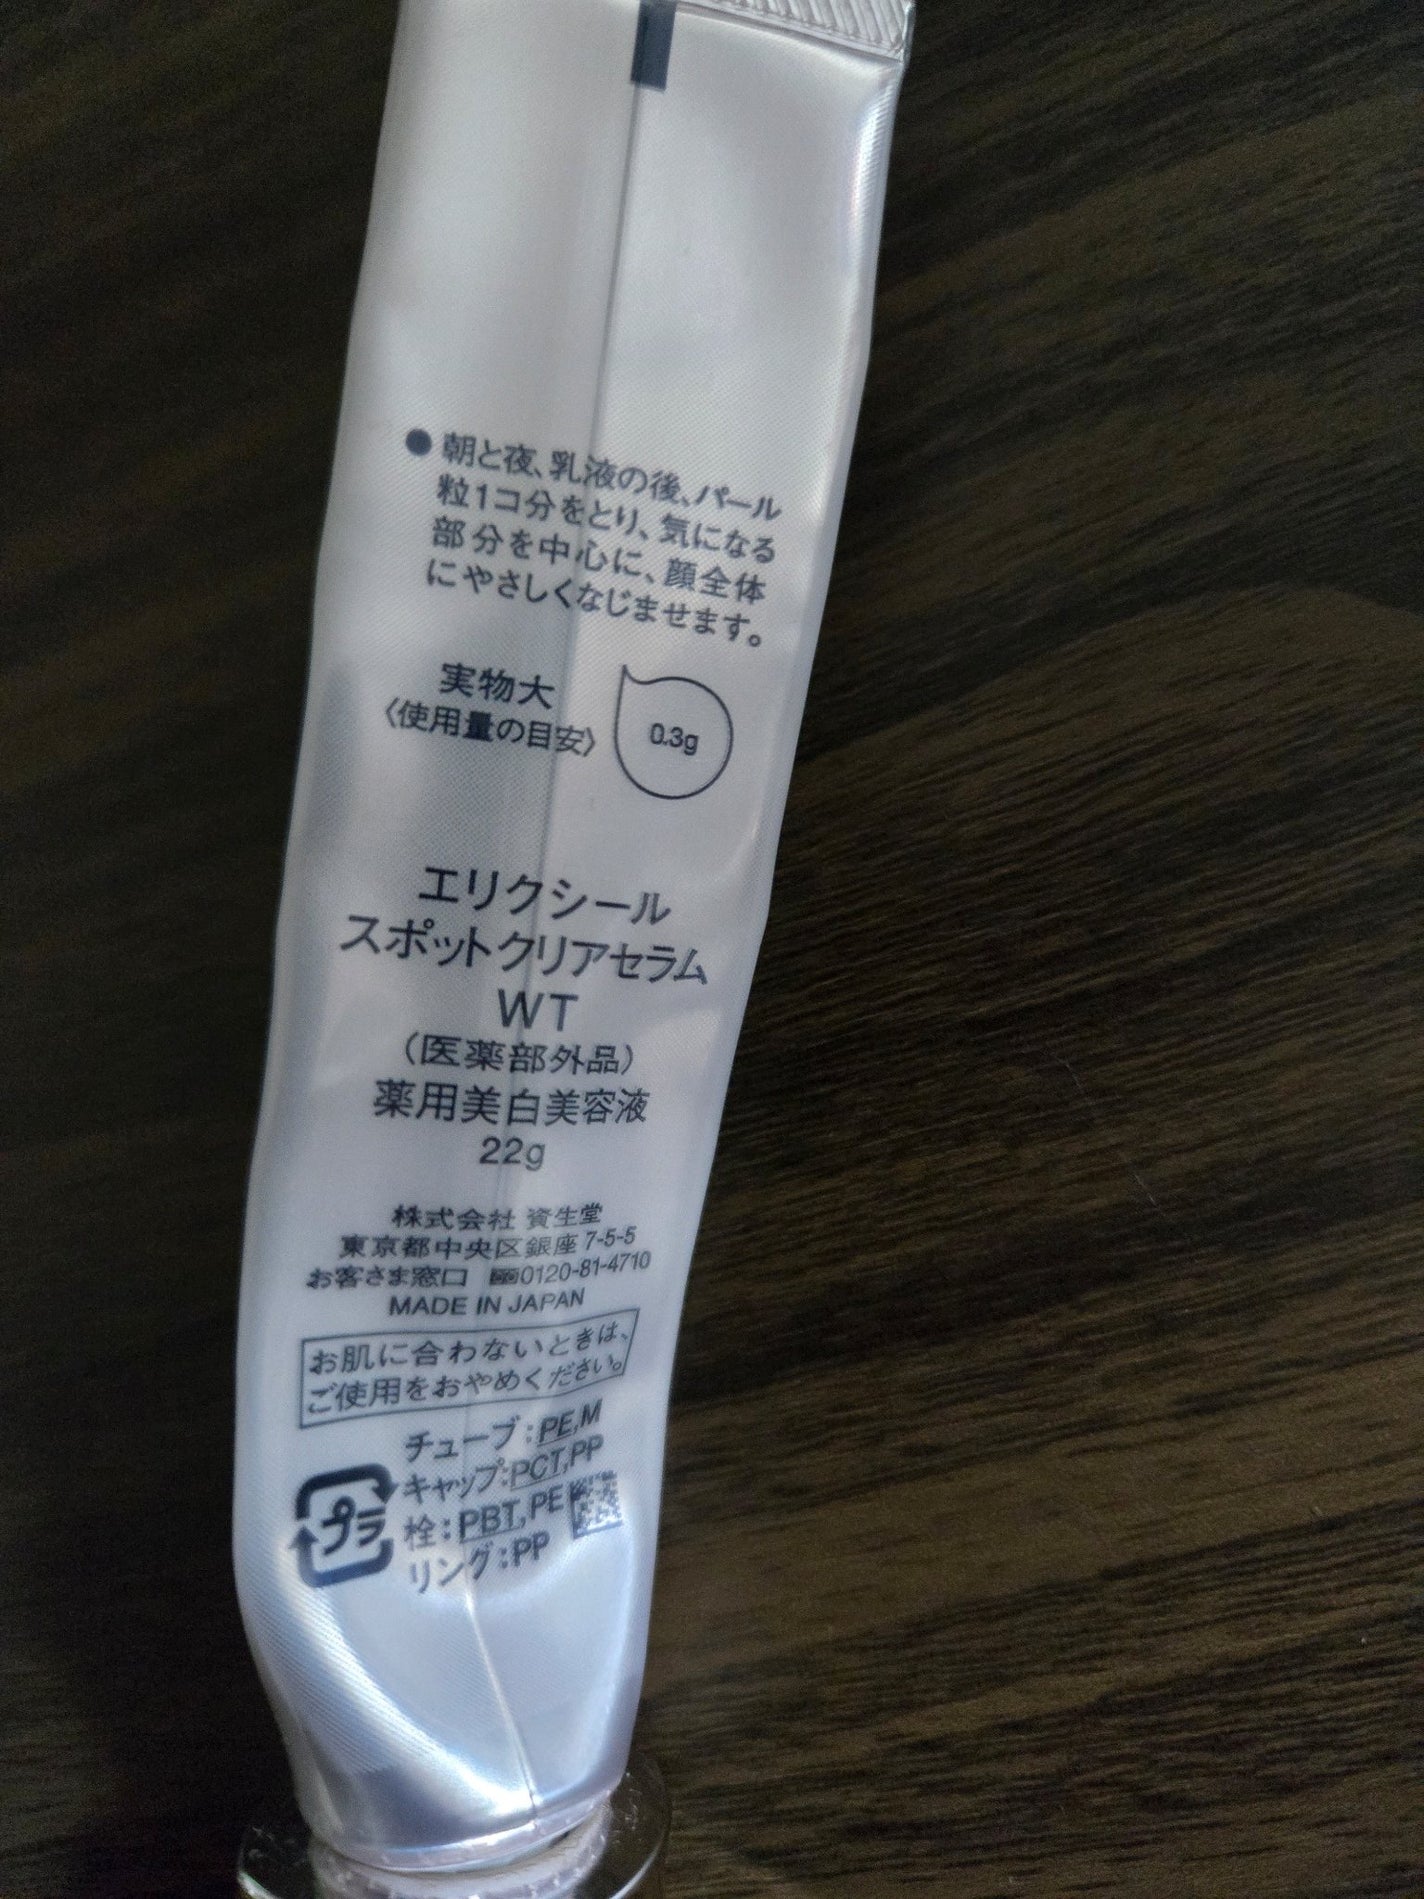 ●朝と夜、乳液の後、パール
粒1コ分をとり、気になる
部分を中心に、顔全体
にやさしくなじませます。
実物大
〈使用量の目安〉
0.3g
エリクシール
スポットクリアセラム
WT
（医薬部外品）
薬用美白美容液
22g
株式会社 資生堂
東京都中央区銀座 7-5-5
お客さま窓口 0120-81-4710
MADE IN JAPAN
お肌に合わないときは、
ご使用をおやめください。
チューブ:PE,M
キャップ:PCT,PP
栓:PBT,PE
リング:PP
プラ